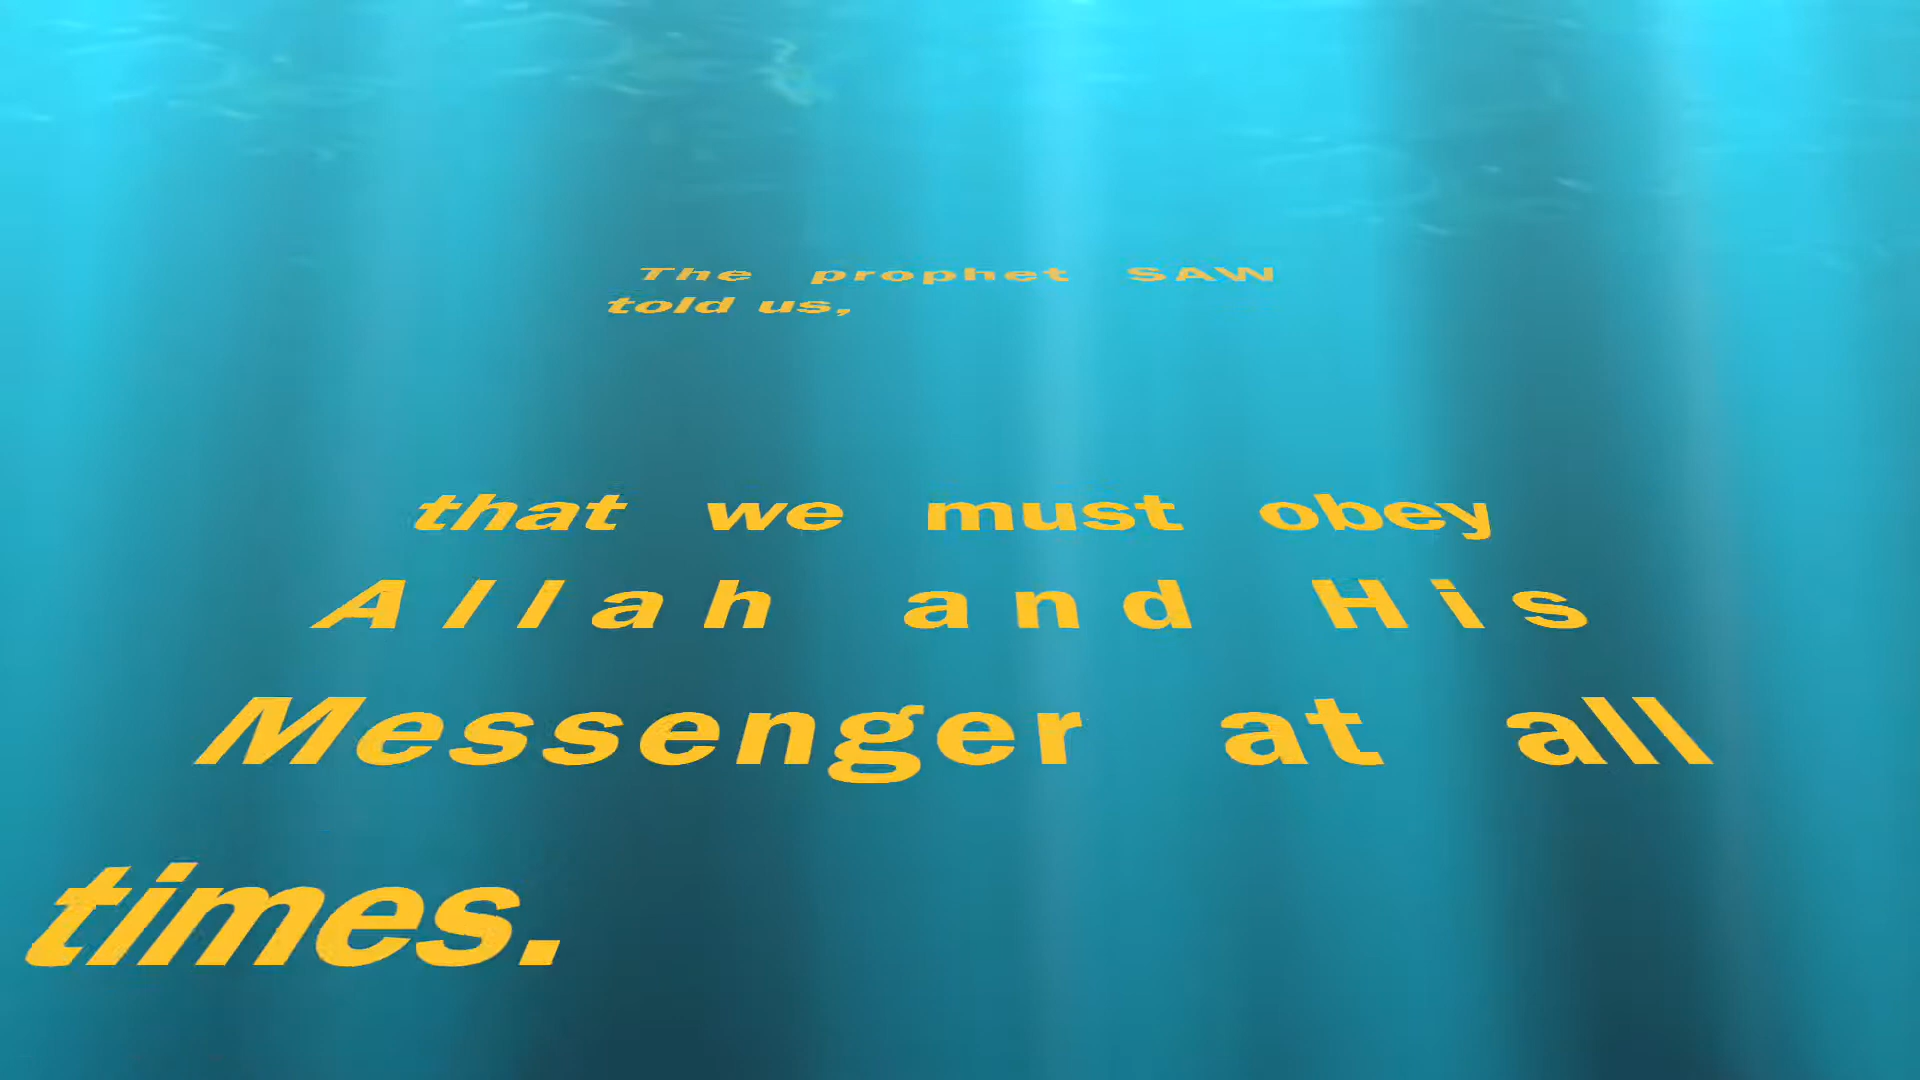 The prophet SAW
told us,
that we must obey
Allah and His
Messenger at all
times.